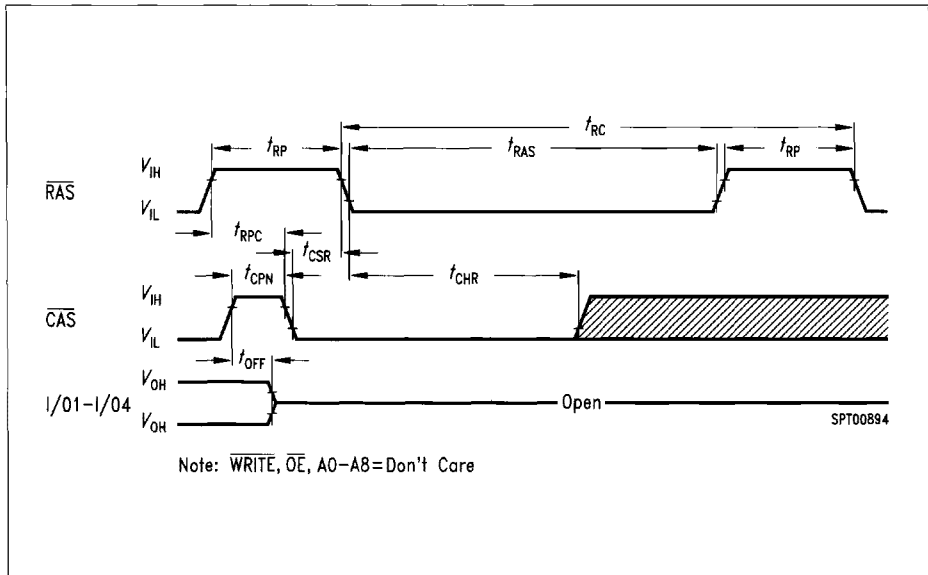 tRC
tRP tRAS tRP
RAS VIH
VIL
tRPC
tCSR
tCPN tCHR
CAS VIH
VIL
tOFF
I/01-I/04 VOH
Open
VOH
SPT00894
Note: WRITE, OE, A0-A8=Don't Care